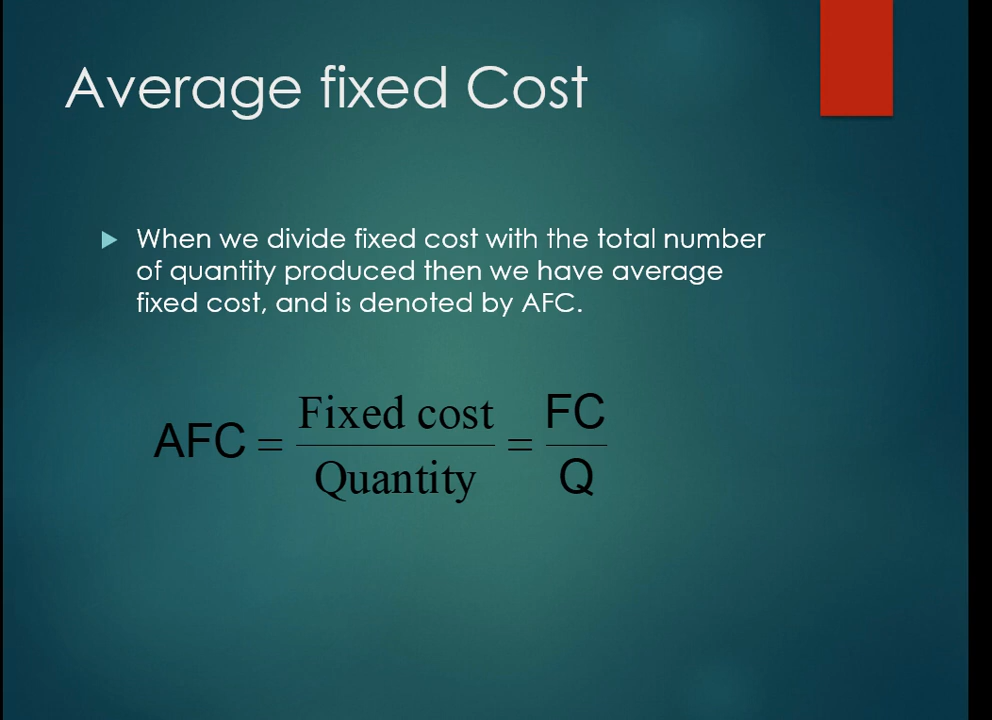 Average fixed Cost
When we divide fixed cost with the total number
of quantity produced then we have average
fixed cost, and is denoted by AFC.
AFC = Fixed cost / Quantity = FC / Q